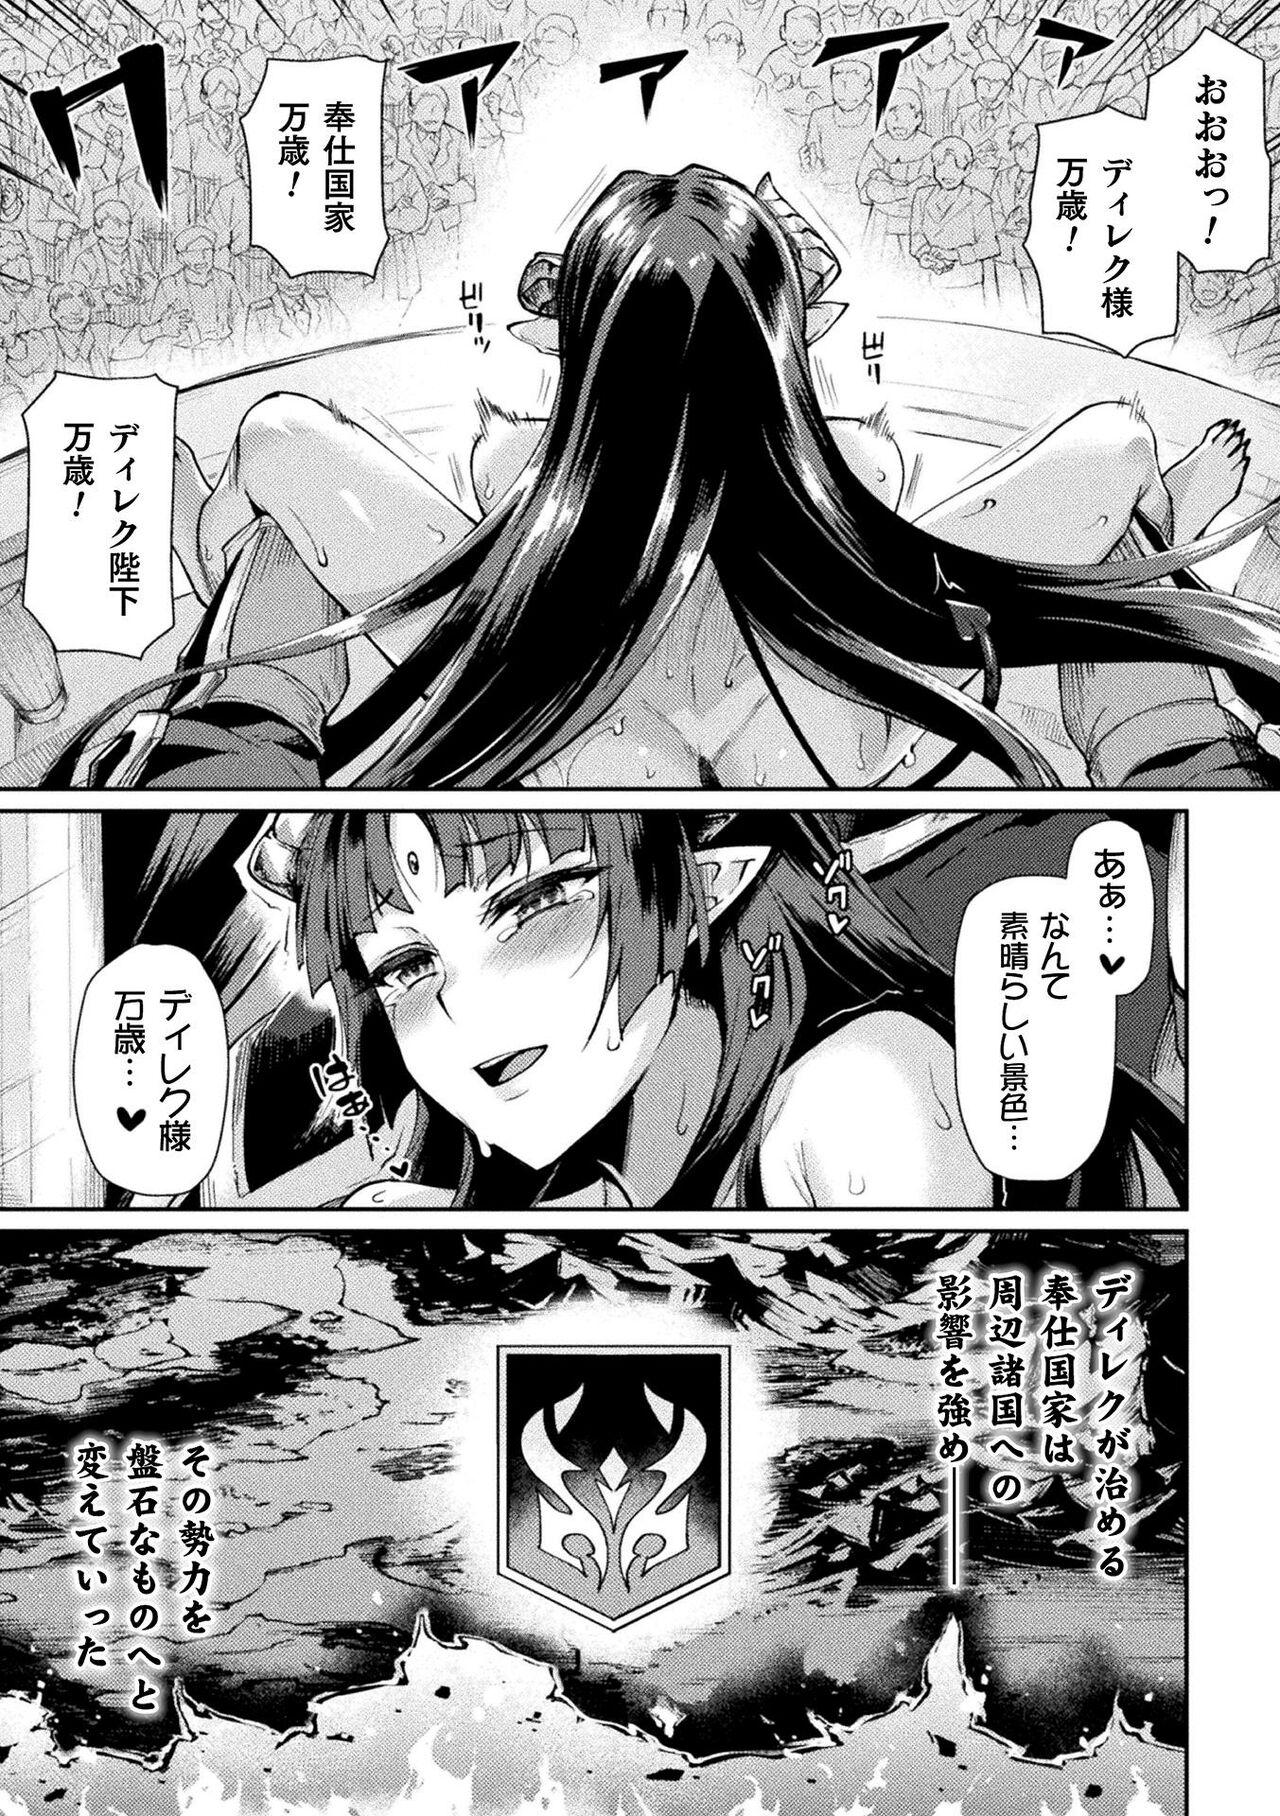 ワァァァァ
おおおっ！
ディレク様
万歳！
奉仕国家
万歳！
ディレク陛下
万歳！
ビリ
ビリ
あぁ…♥
なんて
素晴らしい景色…
ゾク
ゾク
はぁ…
ディレク様
万歳…♥
ディレクが治める
奉仕国家は
周辺諸国への
影響を強め──
その勢力を
盤石なものへと
変えていった